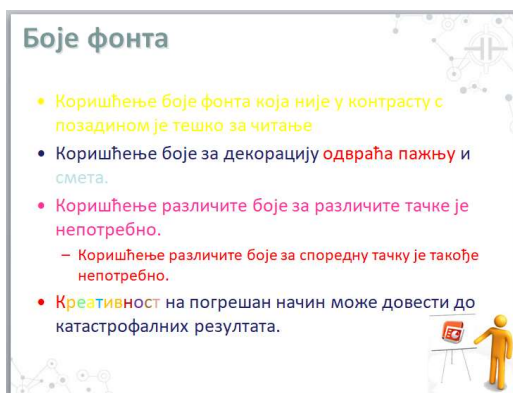 Боје фонта
• Коришћење боје фонта која није у контрасту с
позадином је тешко за читање
• Коришћење боје за декорацију одвраћа пажњу и
смета.
• Коришћење различите боје за различите тачке је
непотребно.
– Коришћење различите боје за споредну тачку је такође
непотребно.
• Креативност на погрешан начин може довести до
катастрофалних резултата.